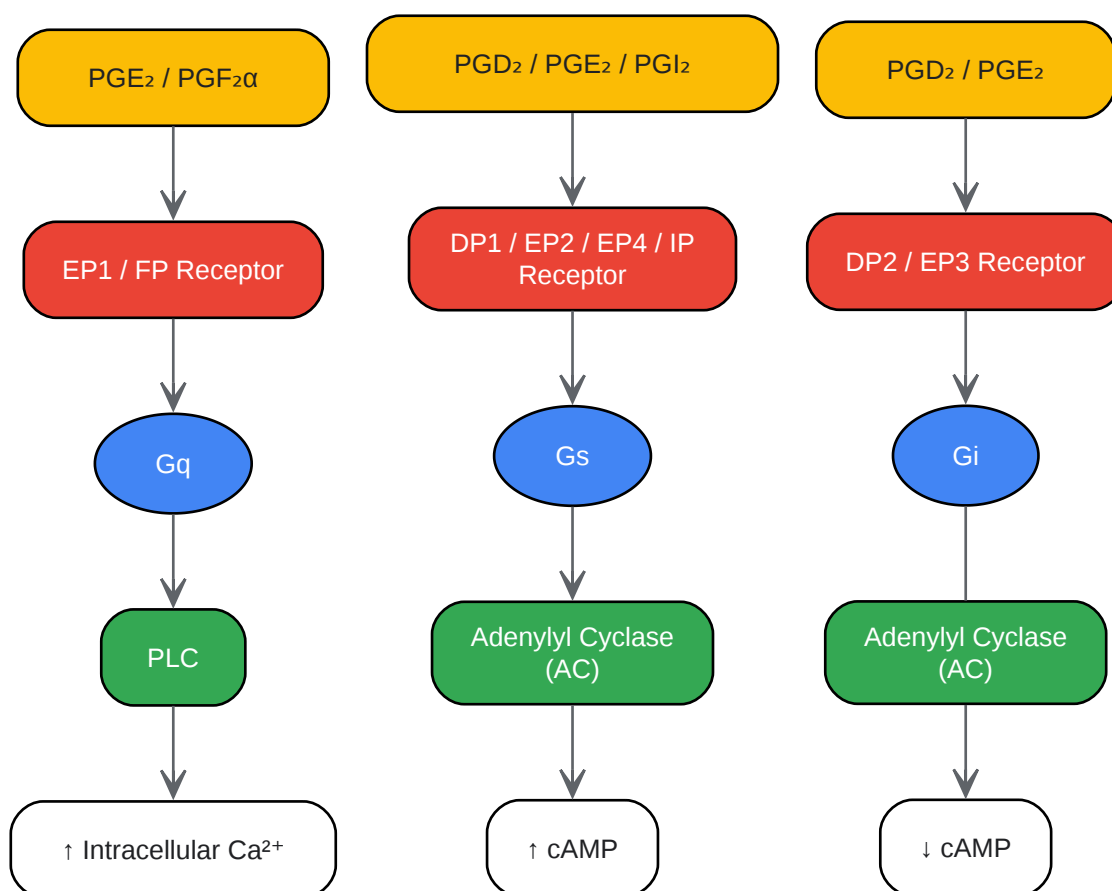 PGE₂ / PGF₂α
PGD₂ / PGE₂ / PGI₂
PGD₂ / PGE₂
EP1 / FP Receptor
DP1 / EP2 / EP4 / IP
Receptor
DP2 / EP3 Receptor
Gq
Gs
Gi
PLC
Adenylyl Cyclase
(AC)
Adenylyl Cyclase
(AC)
↑ Intracellular Ca²⁺
↑ cAMP
↓ cAMP